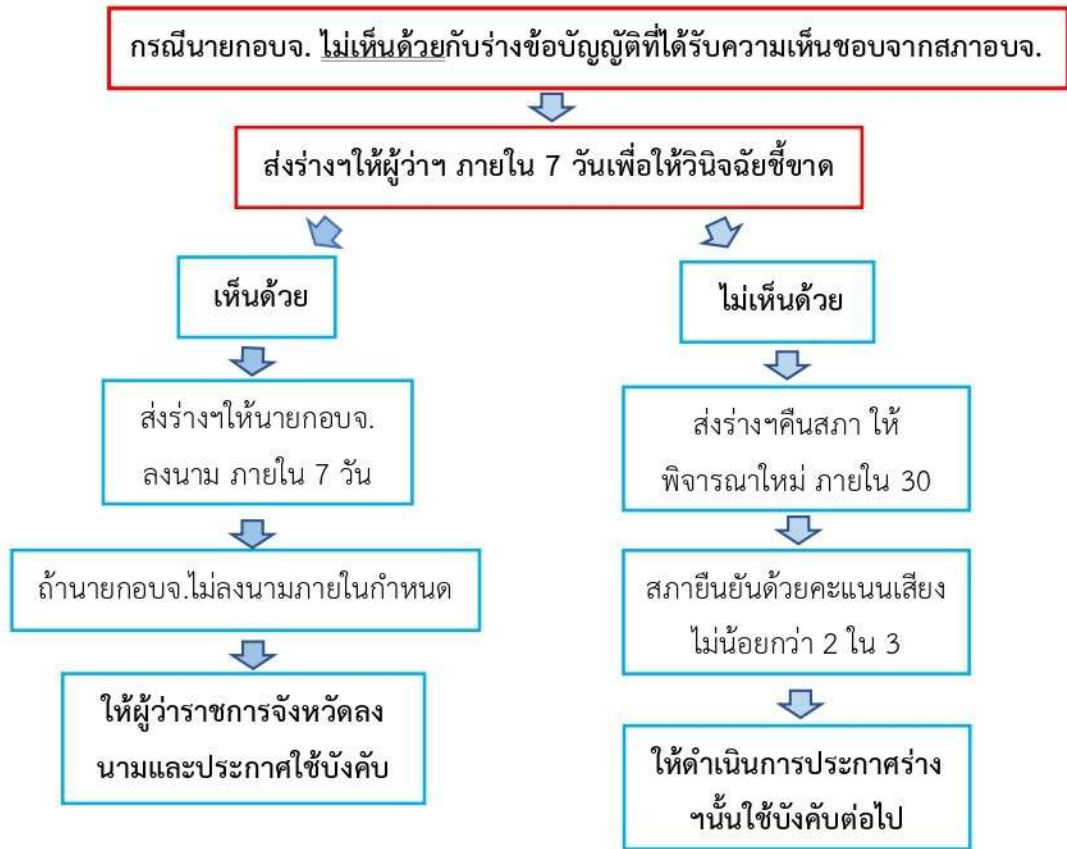 กรณีนายกอบจ. ไม่เห็นด้วยกับร่างข้อบัญญัติที่ได้รับความเห็นชอบจากสภาอบจ.
ส่งร่างฯให้ผู้ว่าฯ ภายใน 7 วันเพื่อให้วินิจฉัยชี้ขาด
เห็นด้วย
ส่งร่างฯให้นายกอบจ.
ลงนาม ภายใน 7 วัน
ถ้านายกอบจ.ไม่ลงนามภายในกำหนด
ให้ผู้ว่าราชการจังหวัดลง
นามและประกาศใช้บังคับ
ไม่เห็นด้วย
ส่งร่างฯคืนสภา ให้
พิจารณาใหม่ ภายใน 30
สภายืนยันด้วยคะแนนเสียง
ไม่น้อยกว่า 2 ใน 3
ให้ดำเนินการประกาศร่าง
ฯนั้นใช้บังคับต่อไป